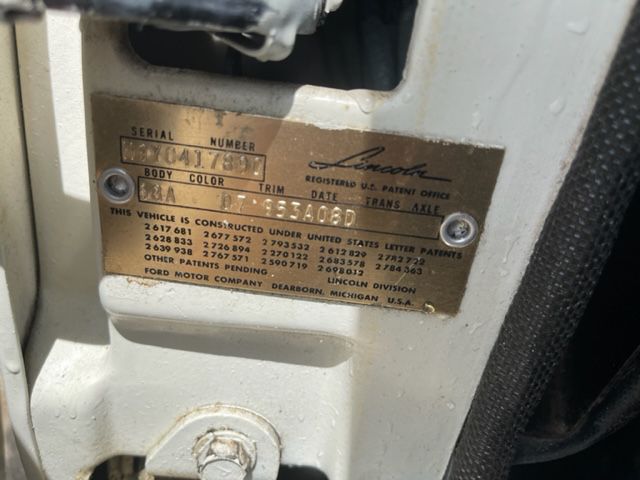 SERIAL NUMBER
Lincoln
REGISTERED U.S. PATENT OFFICE
BODY COLOR TRIM DATE TRANS AXLE
THIS VEHICLE IS CONSTRUCTED UNDER UNITED STATES LETTER PATENTS
2617681 2677572 2793532 2612829
2628833 2726894 2270122 2683578 2784363
2639938 2767571 2590719 2698012
OTHER PATENTS PENDING LINCOLN DIVISION
FORD MOTOR COMPANY DEARBORN, MICHIGAN U.S.A.